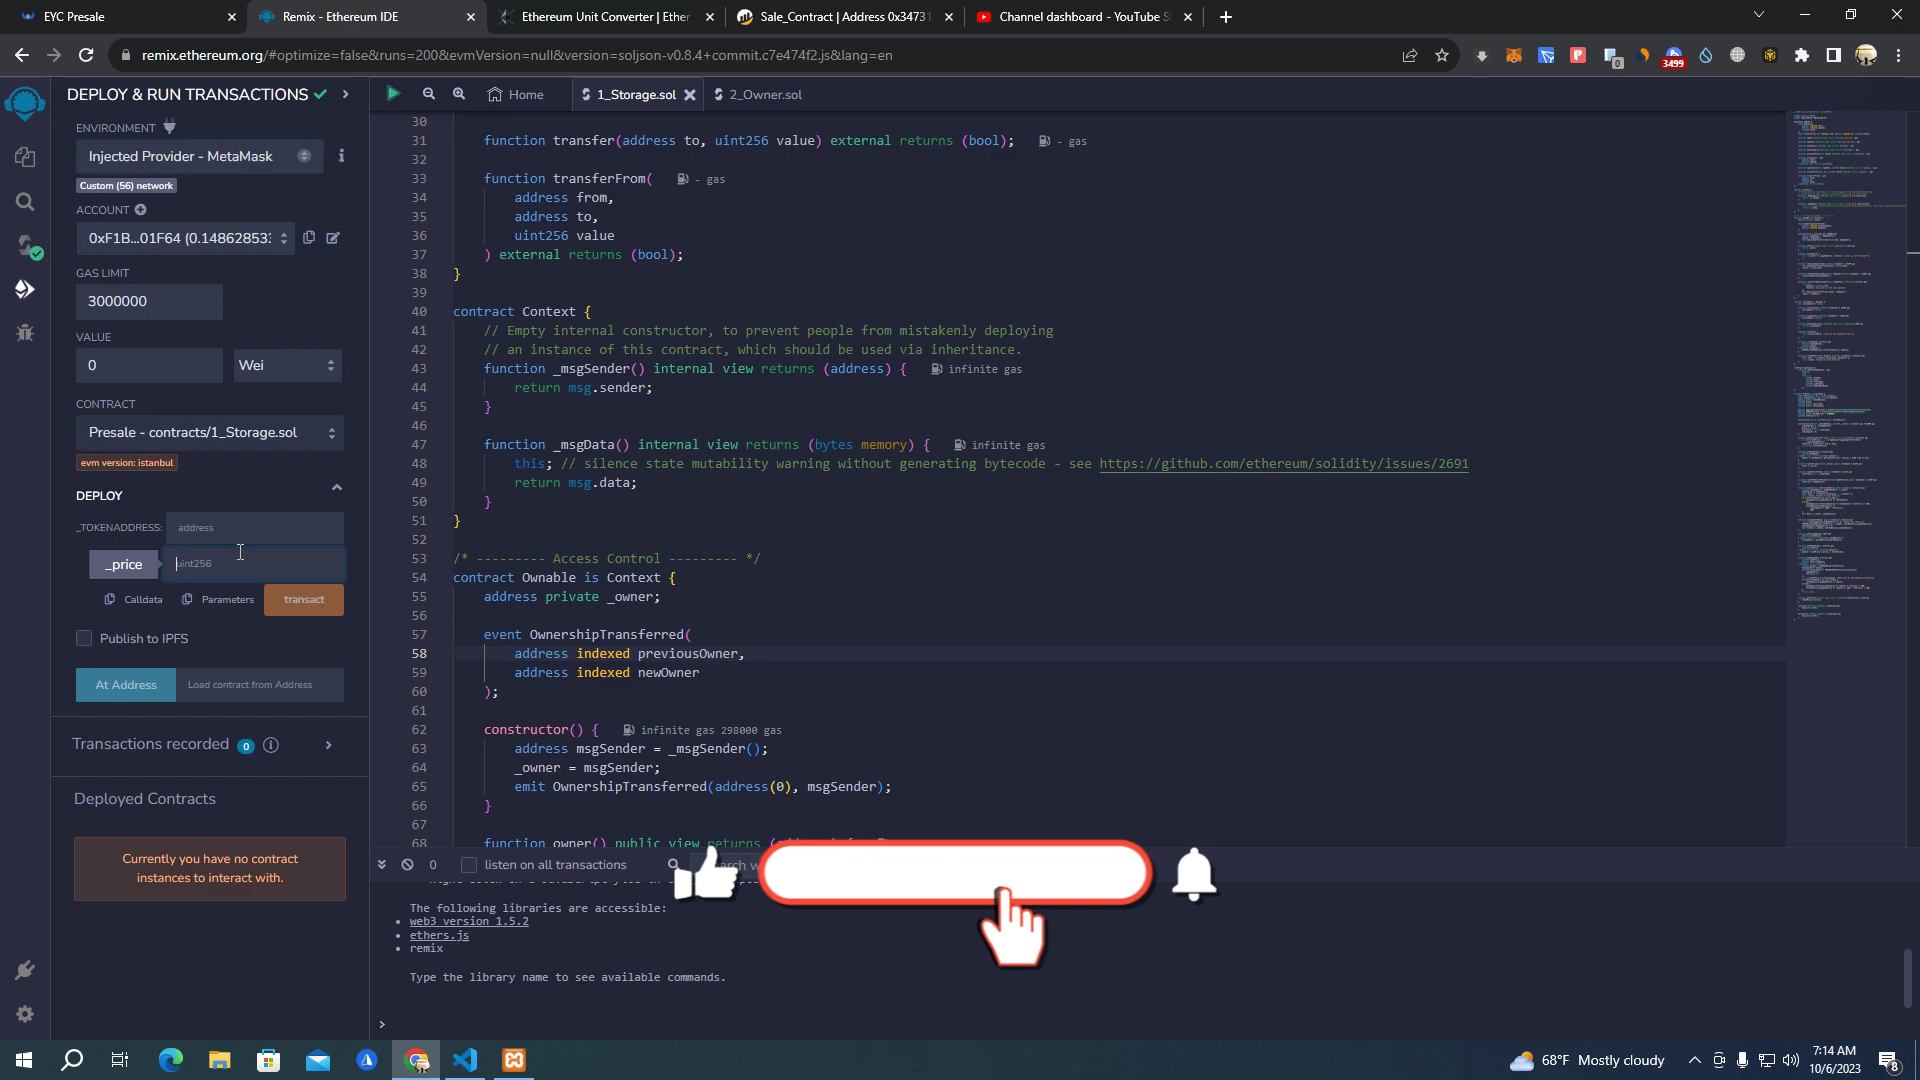 EYC Presale
Remix - Ethereum IDE
Ethereum Unit Converter | Ether
Sale_Contract | Address 0x34731
Channel dashboard - YouTube S
remix.ethereum.org/#optimize=false&runs=200&evmVersion=null&version=soljson-v0.8.4+commit.c7e474f2.js&lang=en
0
3499
DEPLOY & RUN TRANSACTIONS
Home
1_Storage.sol
2_Owner.sol
ENVIRONMENT
Injected Provider - MetaMask
Custom (56) network
ACCOUNT
0xF1B...01F64 (0.14862853
GAS LIMIT
3000000
VALUE
0
Wei
CONTRACT
Presale - contracts/1_Storage.sol
evm version: istanbul
DEPLOY
_TOKENADDRESS:
address
_price
uint256
Calldata
Parameters
transact
Publish to IPFS
At Address
Load contract from Address
Transactions recorded 0
Deployed Contracts
Currently you have no contract
instances to interact with.
30
31 function transfer(address to, uint256 value) external returns (bool); - gas
32
33 function transferFrom( - gas
34 address from,
35 address to,
36 uint256 value
37 ) external returns (bool);
38 }
39
40 contract Context {
41 // Empty internal constructor, to prevent people from mistakenly deploying
42 // an instance of this contract, which should be used via inheritance.
43 function _msgSender() internal view returns (address) { infinite gas
44 return msg.sender;
45 }
46
47 function _msgData() internal view returns (bytes memory) { infinite gas
48 this; // silence state mutability warning without generating bytecode - see https://github.com/ethereum/solidity/issues/2691
49 return msg.data;
50 }
51 }
52
53 /* --------- Access Control --------- */
54 contract Ownable is Context {
55 address private _owner;
56
57 event OwnershipTransferred(
58 address indexed previousOwner,
59 address indexed newOwner
60 );
61
62 constructor() { infinite gas 298000 gas
63 address msgSender = _msgSender();
64 _owner = msgSender;
65 emit OwnershipTransferred(address(0), msgSender);
66 }
67
68 function owner() public view returns
0
listen on all transactions
The following libraries are accessible:
• web3 version 1.5.2
• ethers.js
• remix
Type the library name to see available commands.
>
68°F Mostly cloudy
7:14 AM
10/6/2023
8